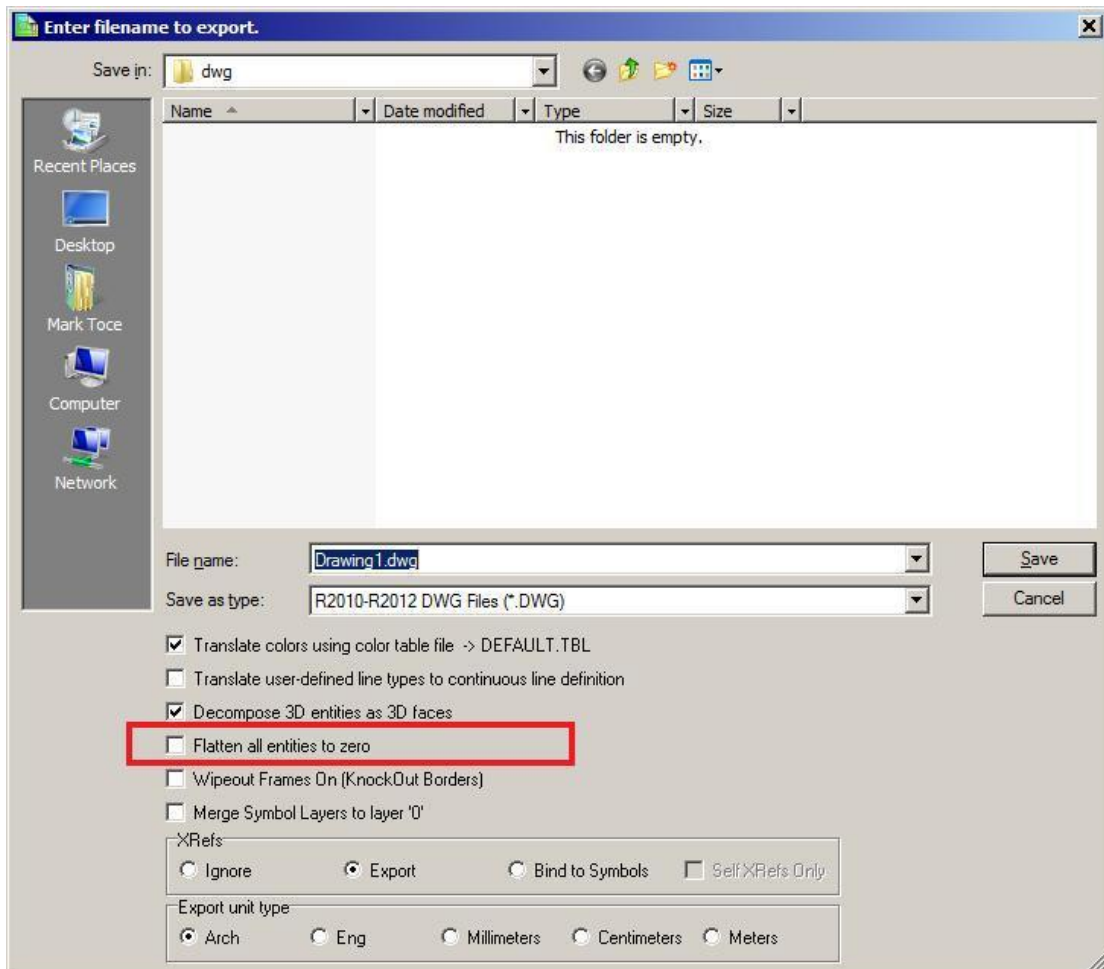 Enter filename to export.
Save in: dwg
Name Date modified Type Size
This folder is empty.
Recent Places
Desktop
Mark Toce
Computer
Network
File name: Drawing1.dwg Save
Save as type: R2010-R2012 DWG Files (*.DWG) Cancel
Translate colors using color table file -> DEFAULT.TBL
Translate user-defined line types to continuous line definition
Decompose 3D entities as 3D faces
Flatten all entities to zero
Wipeout Frames On (KnockOut Borders)
Merge Symbol Layers to layer '0'
XRefs
Ignore Export Bind to Symbols Self XRefs Only
Export unit type
Arch Eng Millimeters Centimeters Meters